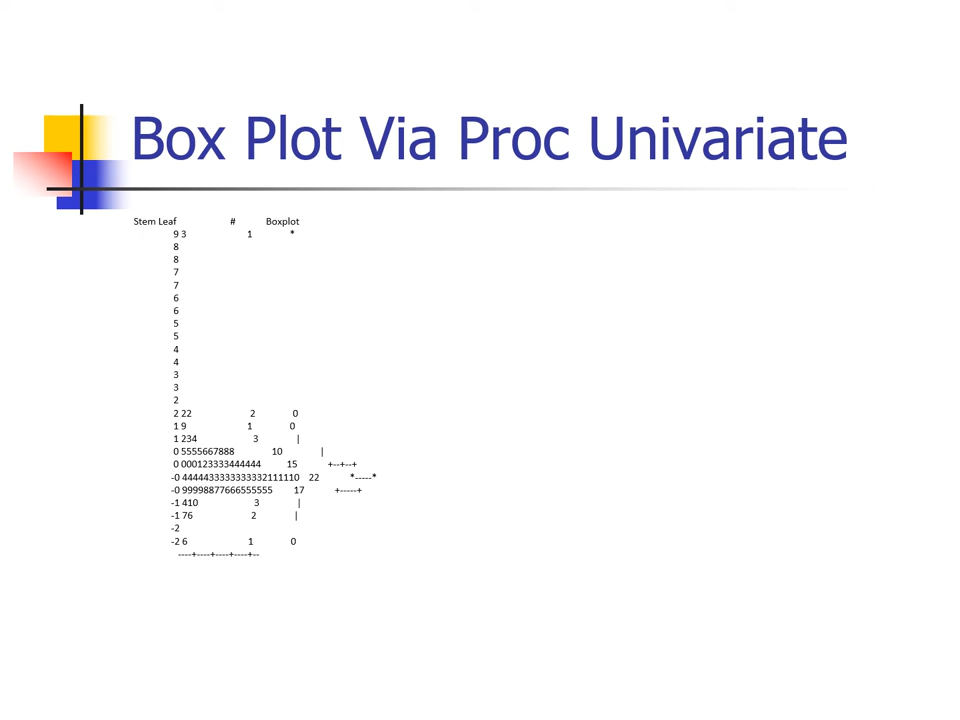 Box Plot Via Proc Univariate
Stem Leaf # Boxplot
9 3 1 *
8
8
7
7
6
6
5
5
4
4
3
3
2
2 22 2 0
1 9 1 0
1 234 3 |
0 5555667888 10 |
0 000123333444444 15 +--+--+
-0 4444433333333332111110 22 *-----*
-0 99998877666555555 17 +-----+
-1 410 3 |
-1 76 2 |
-2
-2 6 1 0
----+----+----+----+--